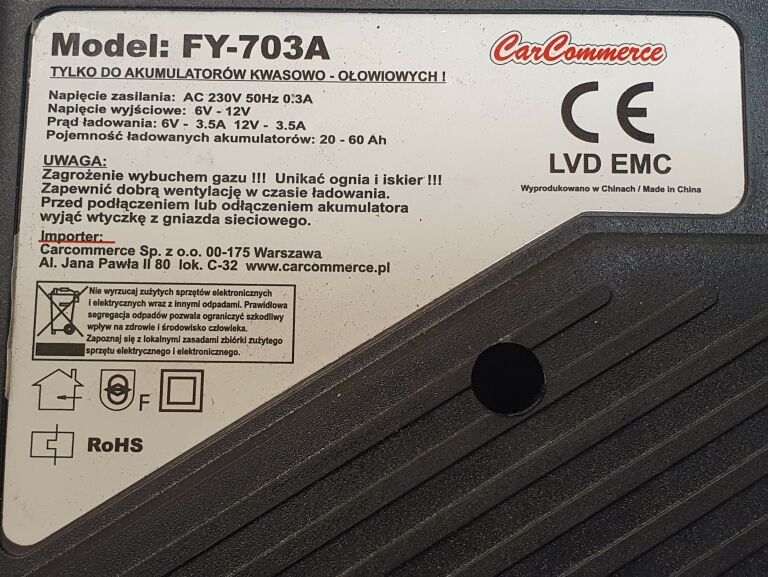 Model: FY-703A
TYLKO DO AKUMULATORÓW KWASOWO - OŁOWIOWYCH !
Napięcie zasilania: AC 230V 50Hz 0.3A
Napięcie wyjściowe: 6V - 12V
Prąd ładowania: 6V - 3.5A 12V - 3.5A
Pojemność ładowanych akumulatorów: 20 - 60 Ah
CarCommerce
CE
LVD EMC
Wyprodukowano w Chinach / Made in China
UWAGA:
Zagrożenie wybuchem gazu !!! Unikać ognia i iskier !!!
Zapewnić dobrą wentylację w czasie ładowania.
Przed podłączeniem lub odłączeniem akumulatora
wyjąć wtyczkę z gniazda sieciowego.
Importer:
Carcommerce Sp. z o.o. 00-175 Warszawa
Al. Jana Pawła II 80 lok. C-32 www.carcommerce.pl
Nie wyrzucaj zużytych sprzętów elektronicznych
i elektrycznych wraz z innymi odpadami. Prawidłowa
segregacja odpadów pozwala ograniczyć szkodliwy
wpływ na zdrowie i środowisko człowieka.
Zapoznaj się z lokalnymi zasadami zbiórki zużytego
sprzętu elektrycznego i elektronicznego.
F
RoHS